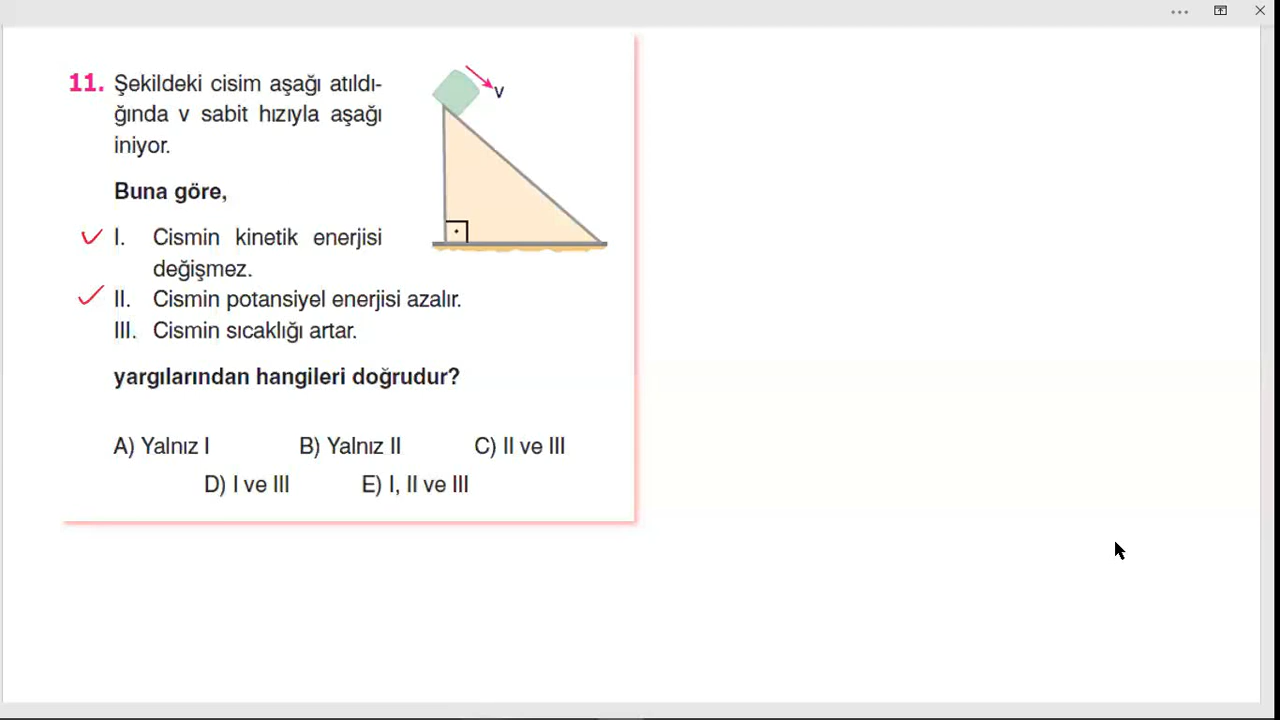 11. Şekildeki cisim aşağı atıldı-
ğında v sabit hızıyla aşağı
iniyor.
v
Buna göre,
I. Cismin kinetik enerjisi
değişmez.
II. Cismin potansiyel enerjisi azalır.
III. Cismin sıcaklığı artar.
yargılarından hangileri doğrudur?
A) Yalnız I B) Yalnız II C) II ve III
D) I ve III E) I, II ve III